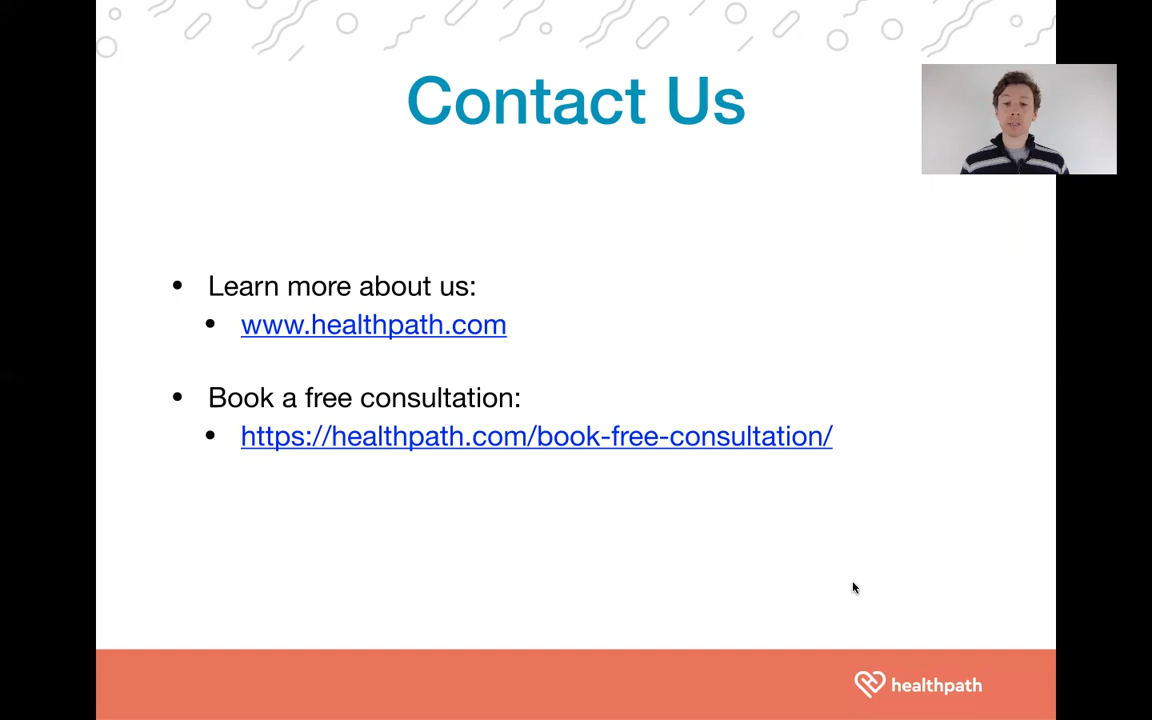 Contact Us
Learn more about us:
www.healthpath.com
Book a free consultation:
https://healthpath.com/book-free-consultation/
healthpath